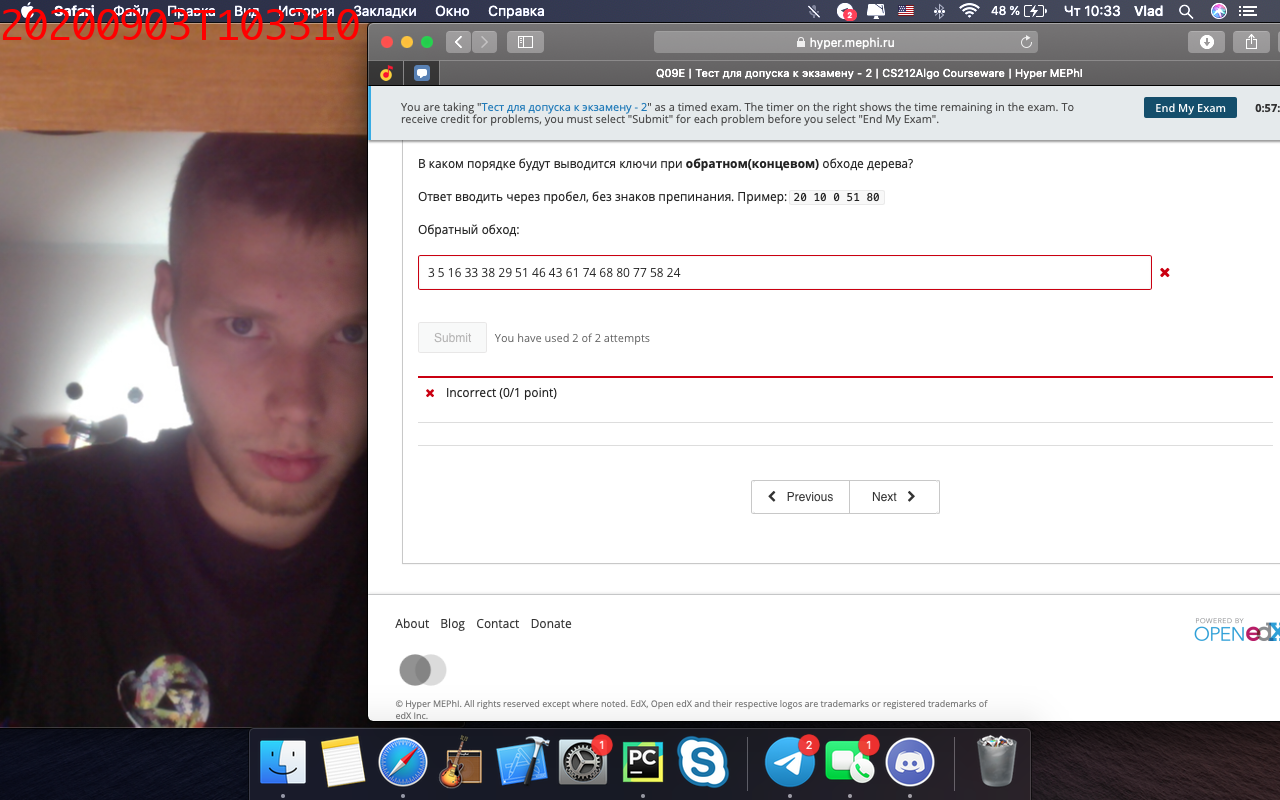 20200903T103310
Safari Файл Правка Вид История Закладки Окно Справка
2
48 % Чт 10:33 Vlad
hyper.mephi.ru
Q09E | Тест для допуска к экзамену - 2 | CS212Algo Courseware | Hyper MEPhI
You are taking "Тест для допуска к экзамену - 2" as a timed exam. The timer on the right shows the time remaining in the exam. To
receive credit for problems, you must select "Submit" for each problem before you select "End My Exam".
End My Exam
0:57:
В каком порядке будут выводится ключи при обратном(концевом) обходе дерева?
Ответ вводить через пробел, без знаков препинания. Пример: 20 10 0 51 80
Обратный обход:
3 5 16 33 38 29 51 46 43 61 74 68 80 77 58 24
Submit You have used 2 of 2 attempts
Incorrect (0/1 point)
Previous Next
About Blog Contact Donate
POWERED BY
OPEN edX
© Hyper MEPhI. All rights reserved except where noted. EdX, Open edX and their respective logos are trademarks or registered trademarks of
edX Inc.
1
PC
S
2
1